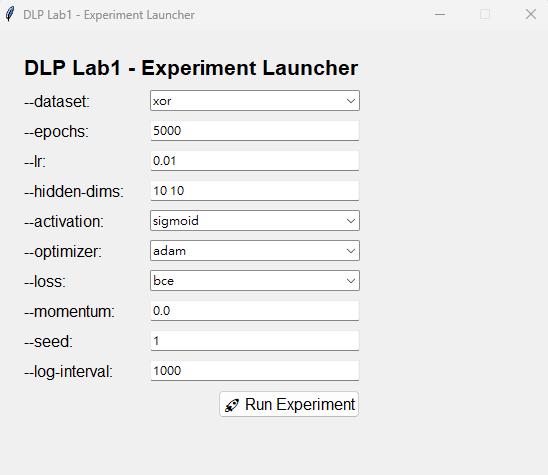 DLP Lab1 - Experiment Launcher
DLP Lab1 - Experiment Launcher
--dataset: xor
--epochs: 5000
--lr: 0.01
--hidden-dims: 10 10
--activation: sigmoid
--optimizer: adam
--loss: bce
--momentum: 0.0
--seed: 1
--log-interval: 1000
🚀 Run Experiment